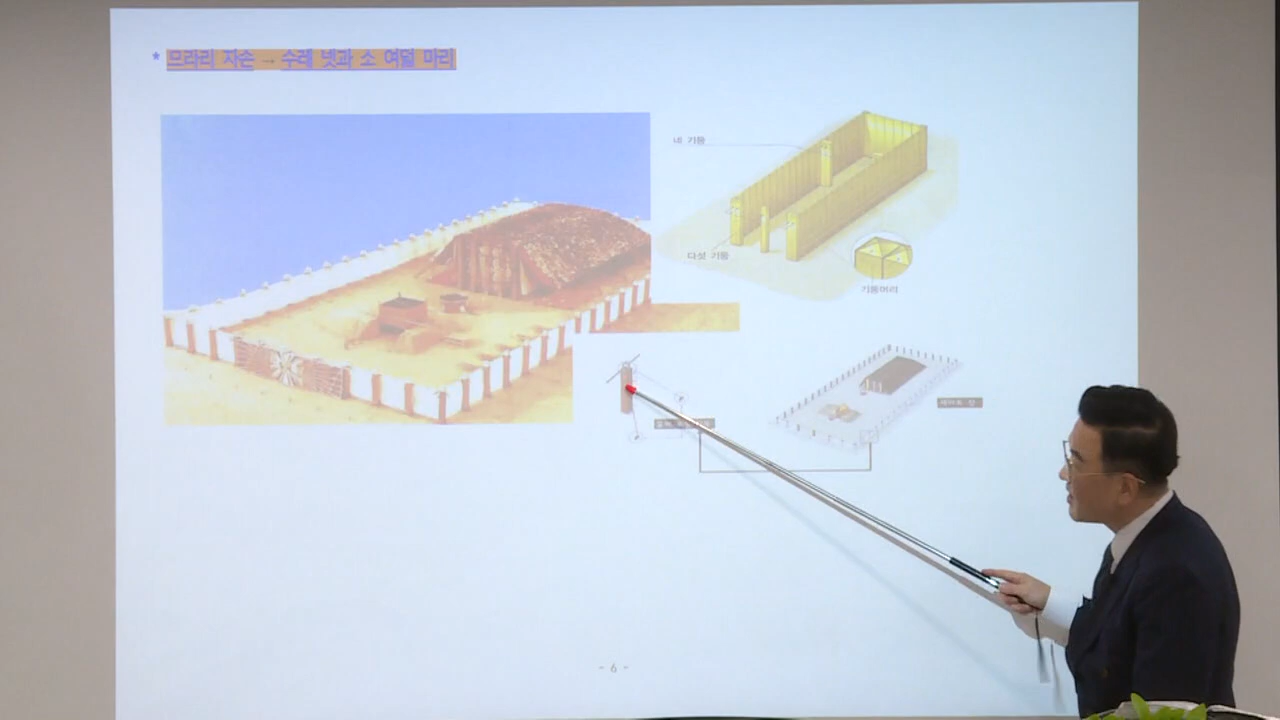 * 므라리 자손 → 수레 넷과 소 여덟 마리
네 기둥
다섯 기둥
기둥머리
- 6 -